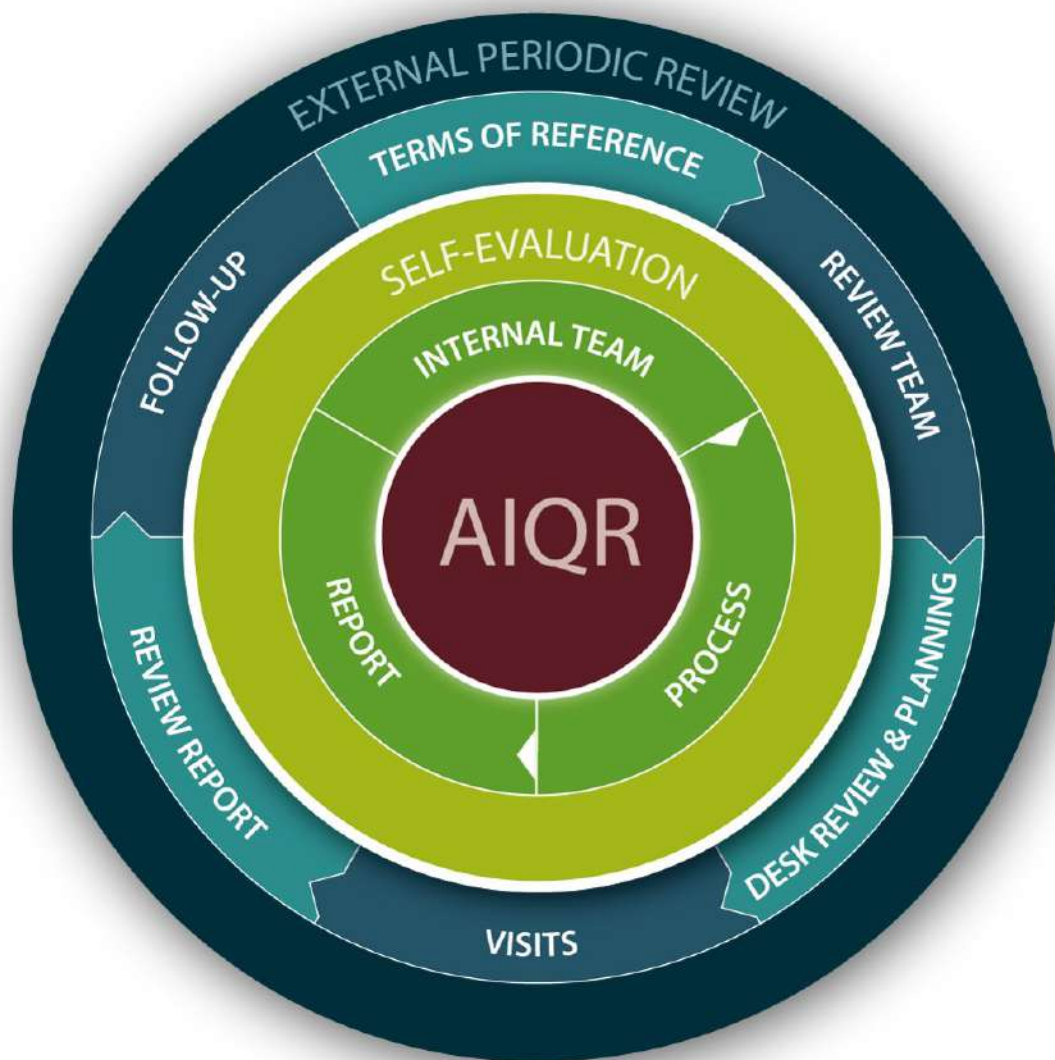 EXTERNAL PERIODIC REVIEW
TERMS OF REFERENCE
REVIEW TEAM
DESK REVIEW & PLANNING
VISITS
REVIEW REPORT
FOLLOW-UP
SELF-EVALUATION
INTERNAL TEAM
PROCESS
REPORT
AIQR